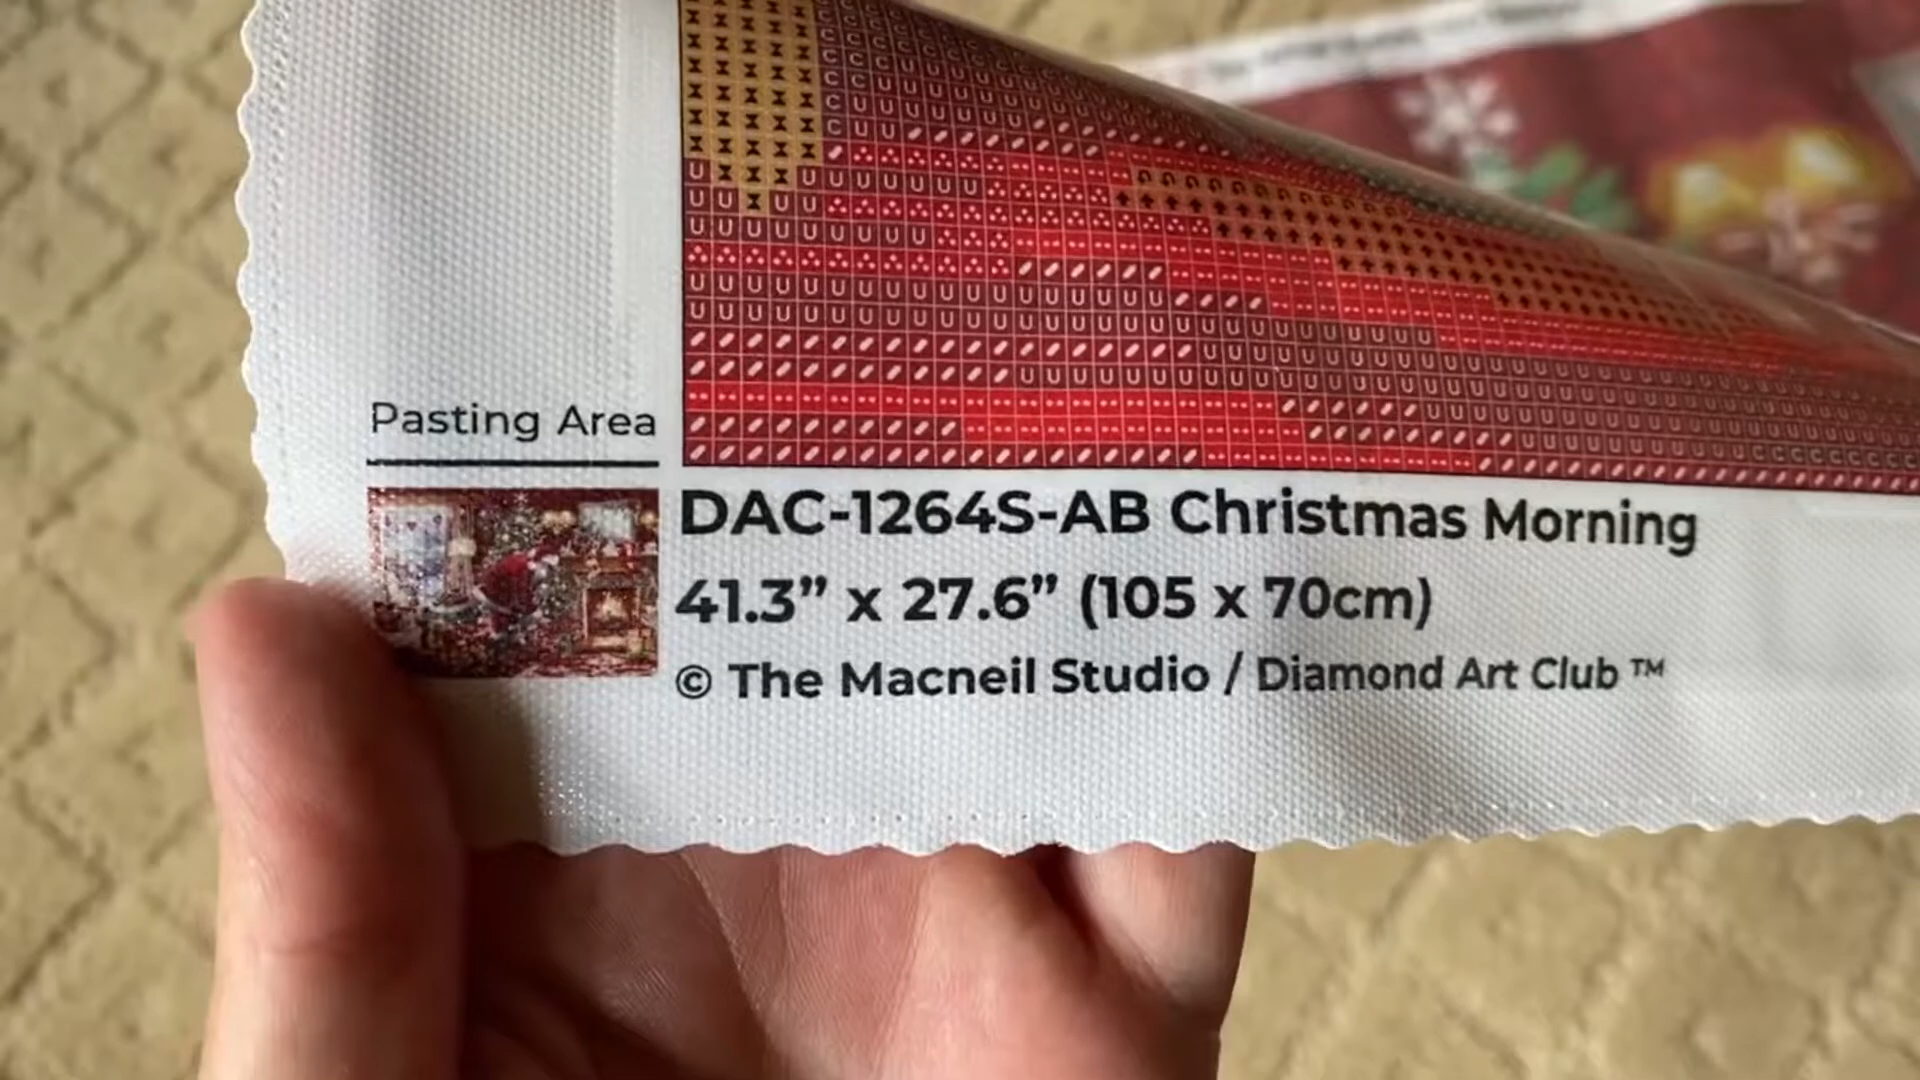 Pasting Area
DAC-1264S-AB Christmas Morning
41.3” x 27.6” (105 x 70cm)
© The Macneil Studio / Diamond Art Club ™